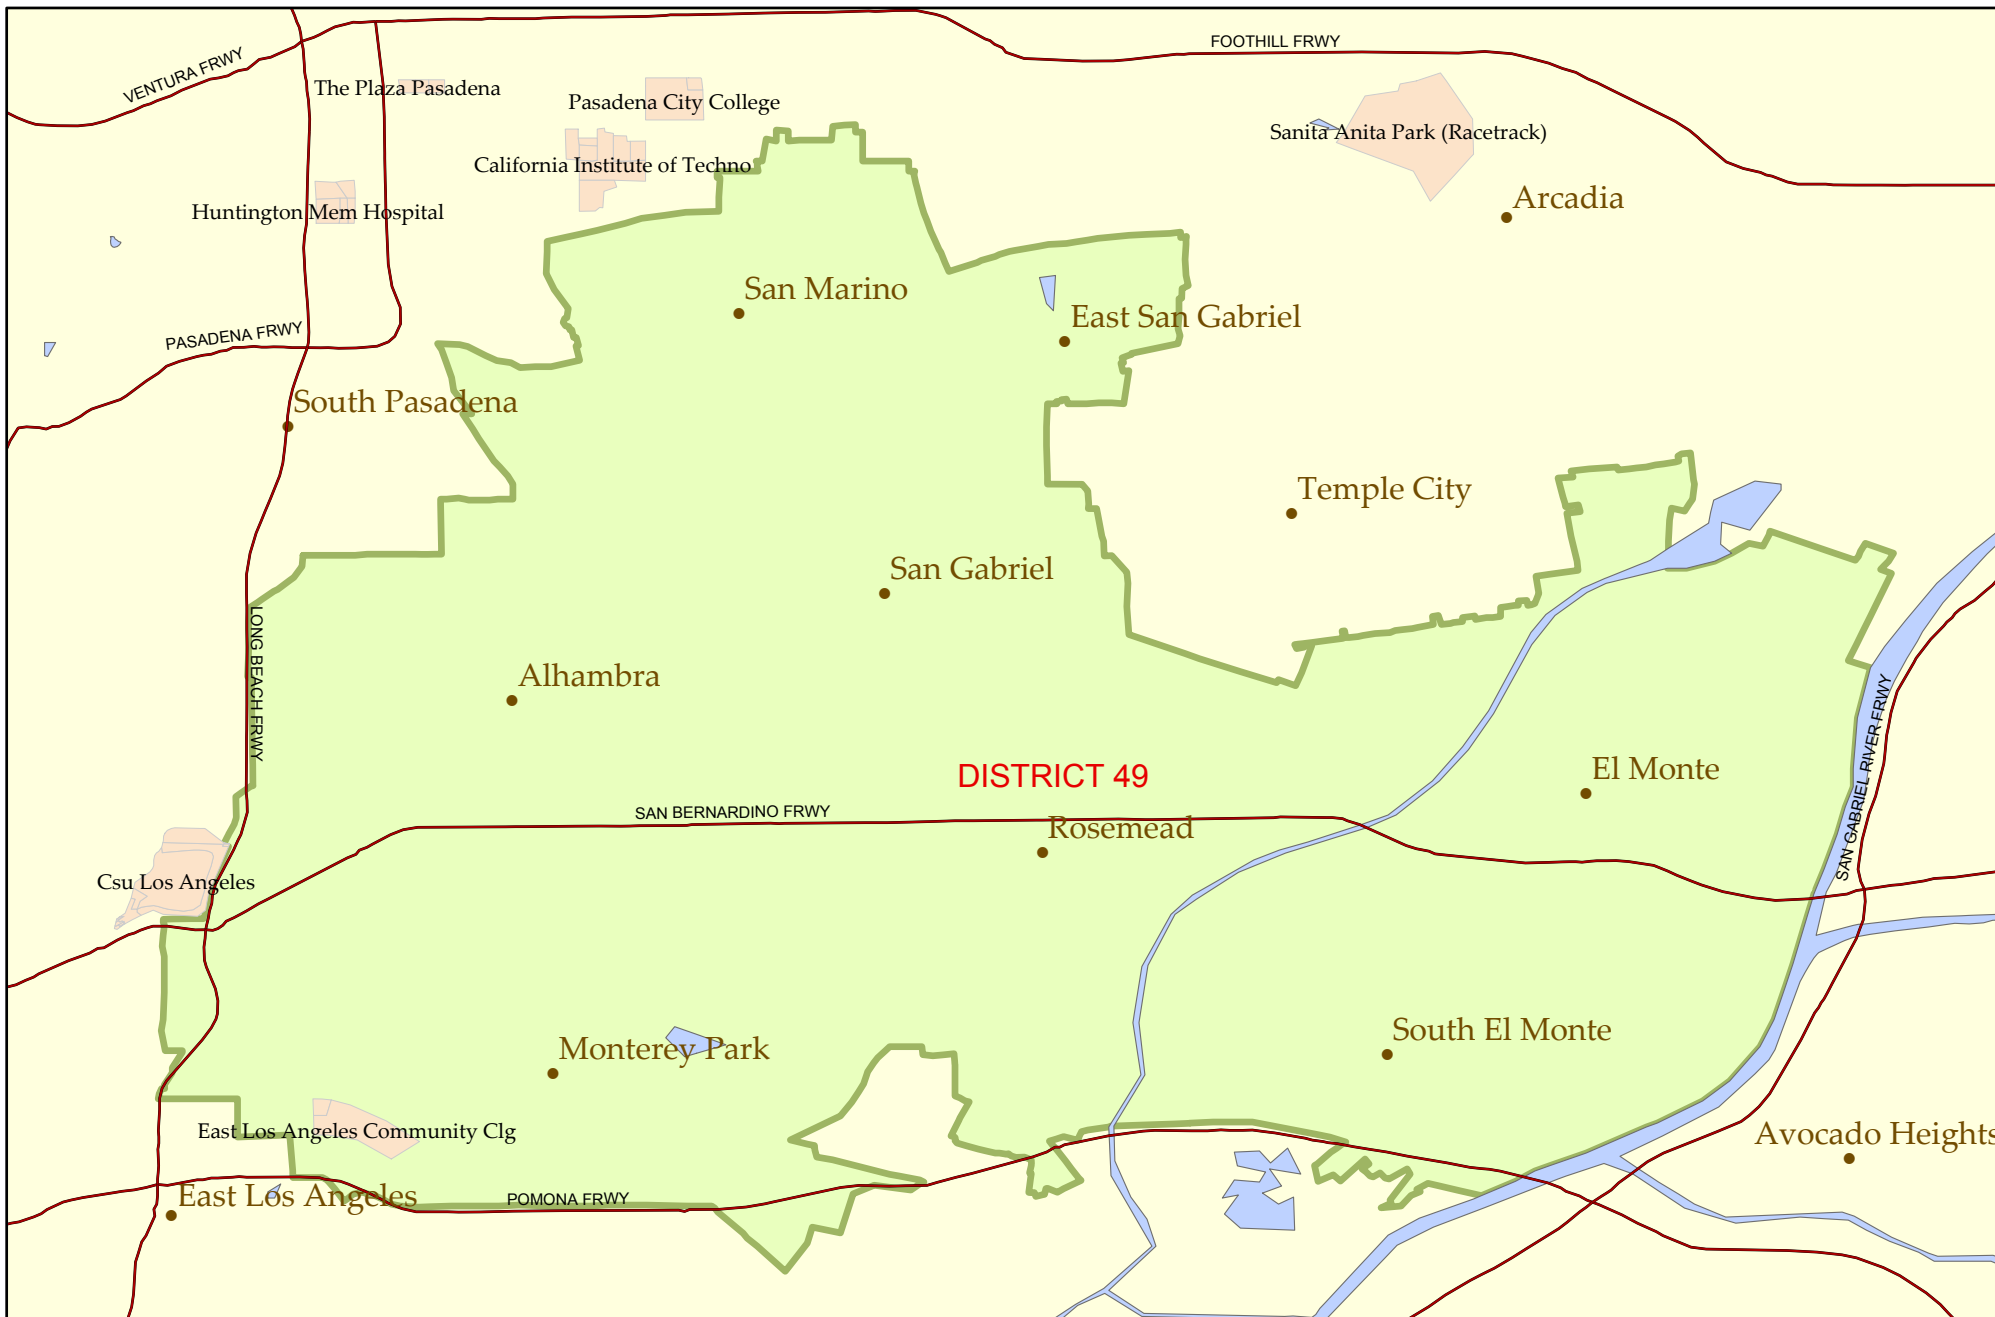 FOOTHILL FRWY
VENTURA FRWY
The Plaza Pasadena
Pasadena City College
Sanita Anita Park (Racetrack)
California Institute of Techno
Arcadia
Huntington Mem Hospital
San Marino
East San Gabriel
PASADENA FRWY
South Pasadena
Temple City
San Gabriel
LONG BEACH FRWY
Alhambra
DISTRICT 49
El Monte
SAN GABRIEL RIVER FRWY
SAN BERNARDINO FRWY
Rosemead
Csu Los Angeles
South El Monte
Monterey Park
East Los Angeles Community Clg
Avocado Heights
East Los Angeles
POMONA FRWY